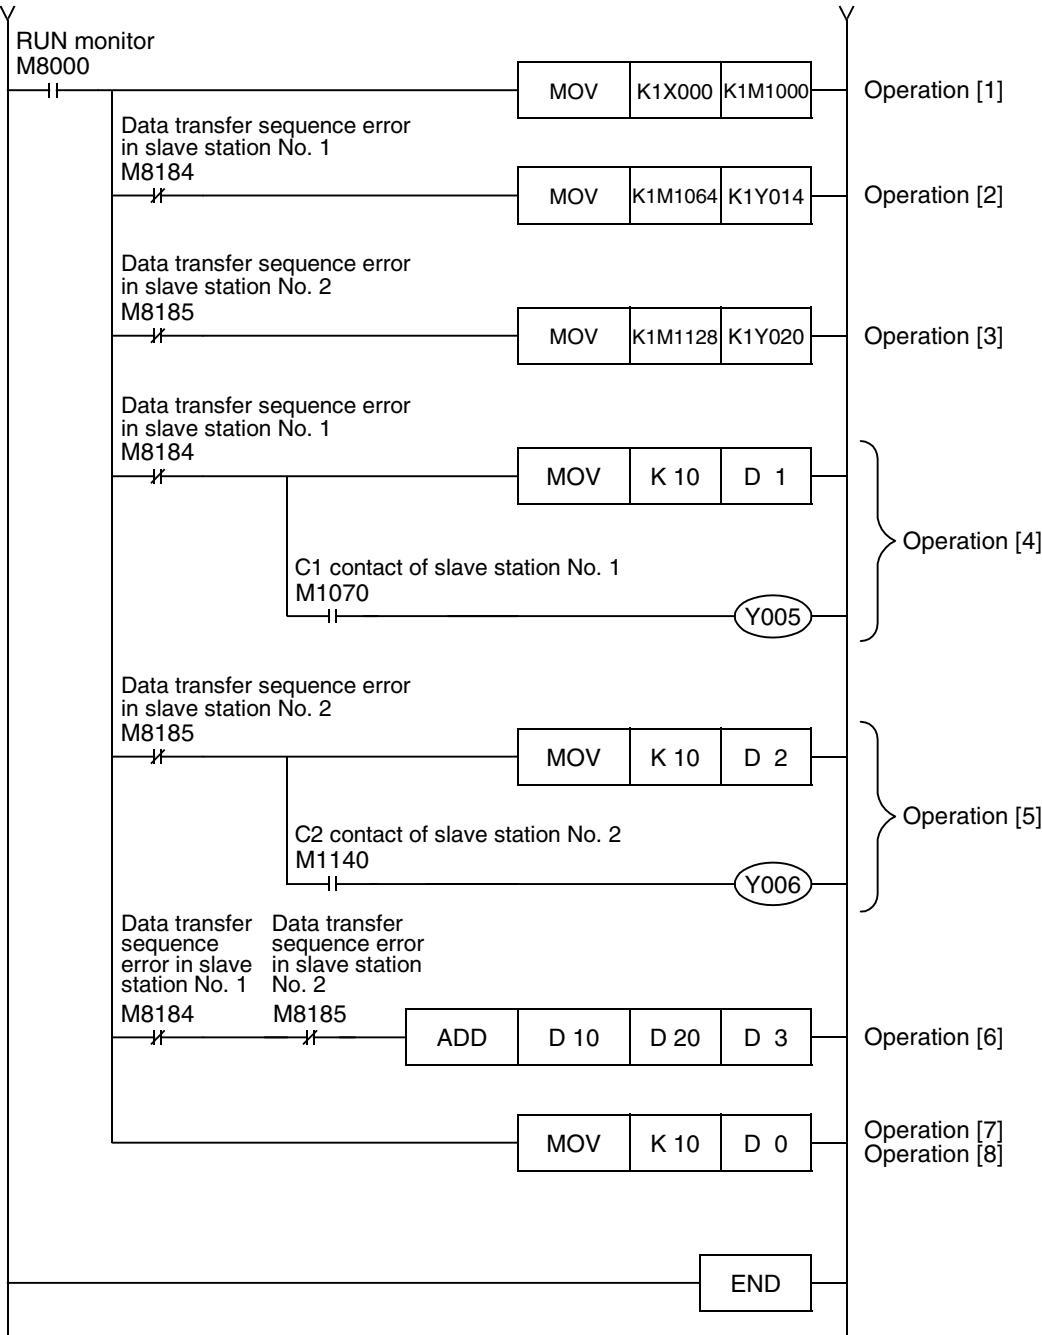 RUN monitor
M8000
MOV K1X000 K1M1000 Operation [1]
Data transfer sequence error
in slave station No. 1
M8184
MOV K1M1064 K1Y014 Operation [2]
Data transfer sequence error
in slave station No. 2
M8185
MOV K1M1128 K1Y020 Operation [3]
Data transfer sequence error
in slave station No. 1
M8184
MOV K 10 D 1
Operation [4]
C1 contact of slave station No. 1
M1070
Y005
Data transfer sequence error
in slave station No. 2
M8185
MOV K 10 D 2
Operation [5]
C2 contact of slave station No. 2
M1140
Y006
Data transfer
sequence
error in slave
station No. 1
M8184
Data transfer
sequence error
in slave station
No. 2
M8185
ADD D 10 D 20 D 3 Operation [6]
MOV K 10 D 0
Operation [7]
Operation [8]
END